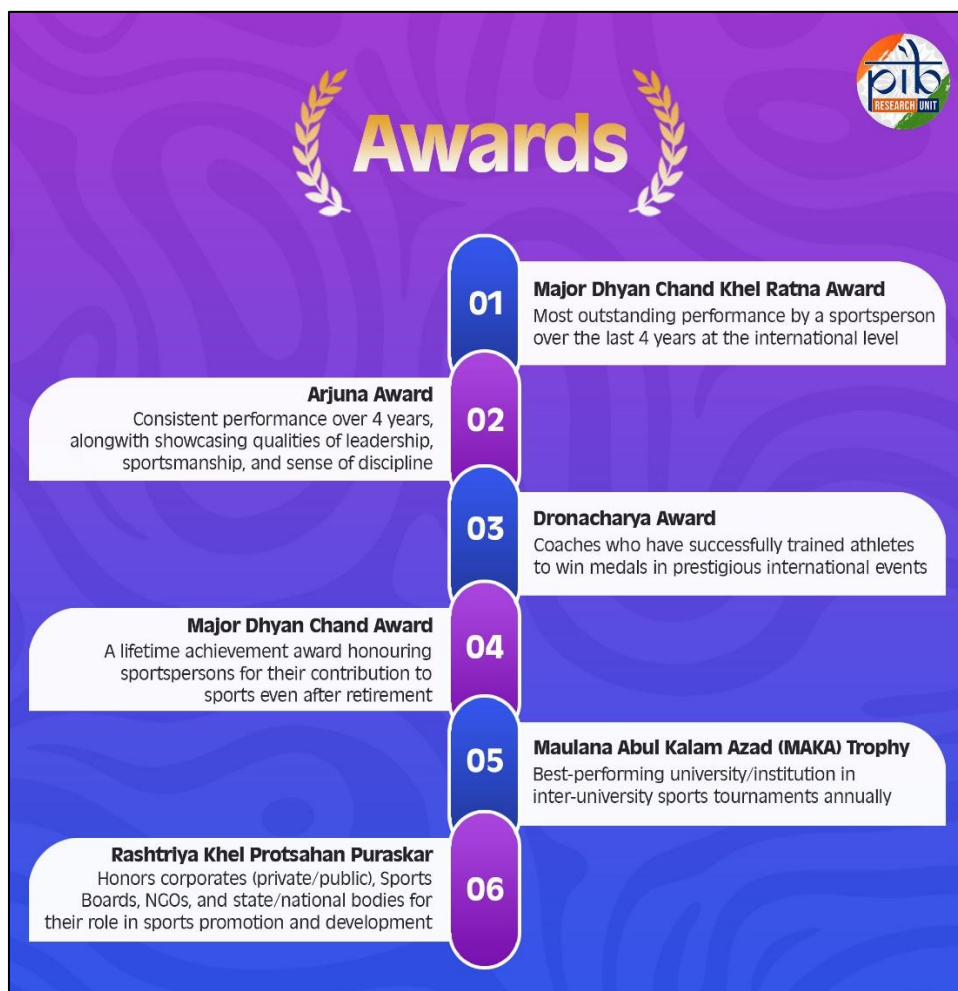 pib
RESEARCH UNIT
Awards
01
Major Dhyan Chand Khel Ratna Award
Most outstanding performance by a sportsperson
over the last 4 years at the international level
Arjuna Award
Consistent performance over 4 years,
alongwith showcasing qualities of leadership,
sportsmanship, and sense of discipline
02
03
Dronacharya Award
Coaches who have successfully trained athletes
to win medals in prestigious international events
Major Dhyan Chand Award
A lifetime achievement award honouring
sportspersons for their contribution to
sports even after retirement
04
05
Maulana Abul Kalam Azad (MAKA) Trophy
Best-performing university/institution in
inter-university sports tournaments annually
Rashtriya Khel Protsahan Puraskar
Honors corporates (private/public), Sports
Boards, NGOs, and state/national bodies for
their role in sports promotion and development
06